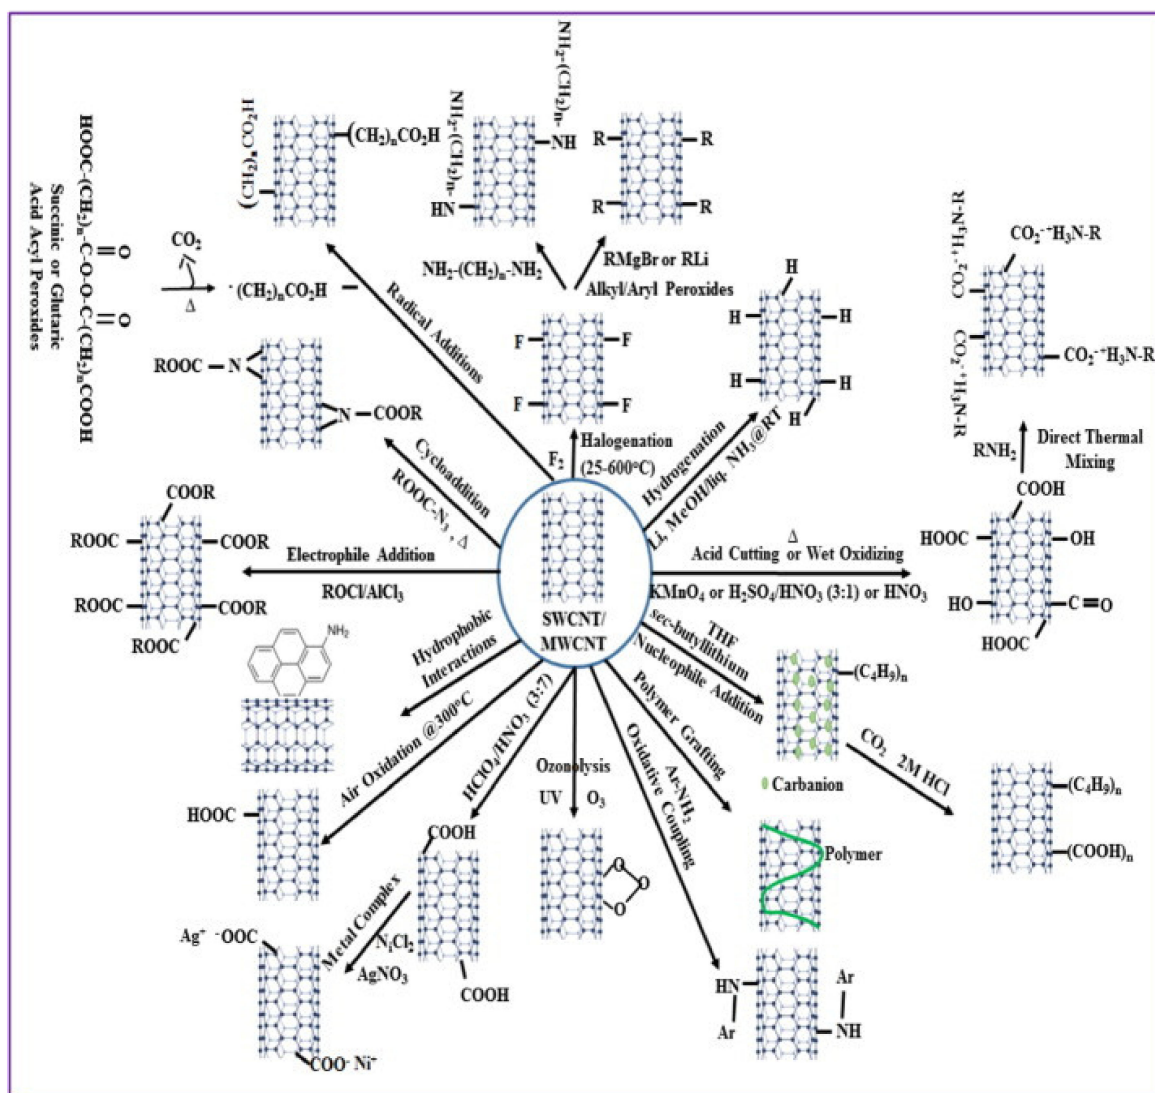 HOOC-(CH2)n-C-O-O-C-(CH2)nCOOH
O
O
Succinic or Glutaric
Acid Acyl Peroxides
CO2
Δ
·(CH2)nCO2H
(CH2)nCO2H
(CH2)nCO2H
Radical Additions
NH2-(CH2)n-
HN
NH2-(CH2)n-
NH
NH2-(CH2)n-NH2
R
R
R
R
RMgBr or RLi
Alkyl/Aryl Peroxides
F
F
F
F
F2
Halogenation
(25-600°C)
H
H
H
H
H
H
Hydrogenation
Li, MeOH/liq. NH3@RT
CO2-+H3N-R
CO2-+H3N-R
CO2-+H3N-R
CO2-+H3N-R
RNH2
Direct Thermal
Mixing
COOH
HOOC
OH
HO
C=O
HOOC
Δ
Acid Cutting or Wet Oxidizing
KMnO4 or H2SO4/HNO3 (3:1) or HNO3
ROOC
N
N
COOR
Cycloaddition
ROOC-N3 , Δ
COOR
ROOC
COOR
ROOC
COOR
ROOC
Electrophile Addition
ROCl/AlCl3
SWCNT/
MWCNT
NH2
Hydrophobic
Interactions
Air Oxidation @300°C
HOOC
HClO4/HNO3 (3:7)
COOH
COOH
Metal Complex
NiCl2
AgNO3
Ag+ -OOC
COO- Ni+
Ozonolysis
UV
O3
O
O
O
Ar-NH2
Oxidative Coupling
HN
Ar
Ar
NH
Polymer Grafting
Polymer
THF
sec-butyllithium
Nucleophile Addition
(C4H9)n
Carbanion
CO2 2M HCl
(C4H9)n
(COOH)n